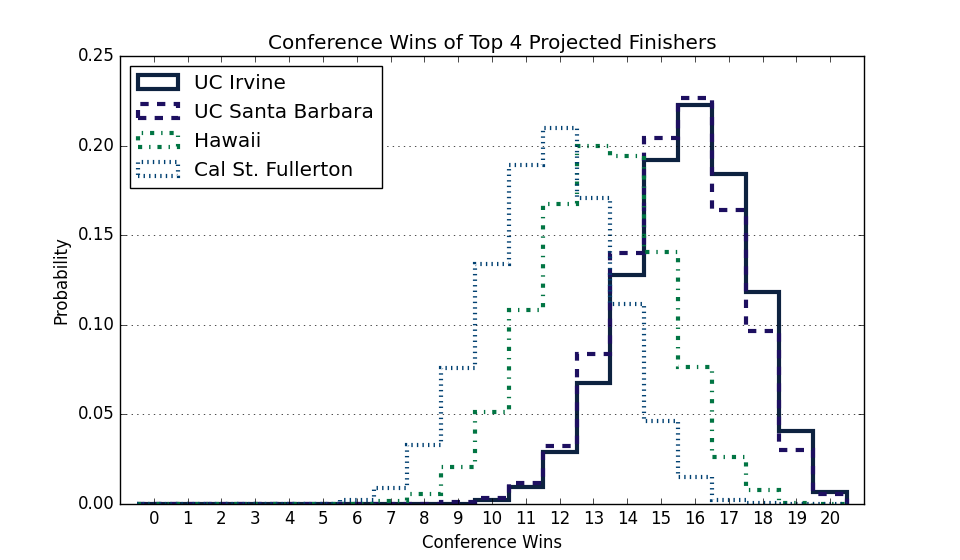 Conference Wins of Top 4 Projected Finishers
UC Irvine
UC Santa Barbara
Hawaii
Cal St. Fullerton
0.25
0.20
0.15
0.10
0.05
0.00
Probability
0 1 2 3 4 5 6 7 8 9 10 11 12 13 14 15 16 17 18 19 20
Conference Wins